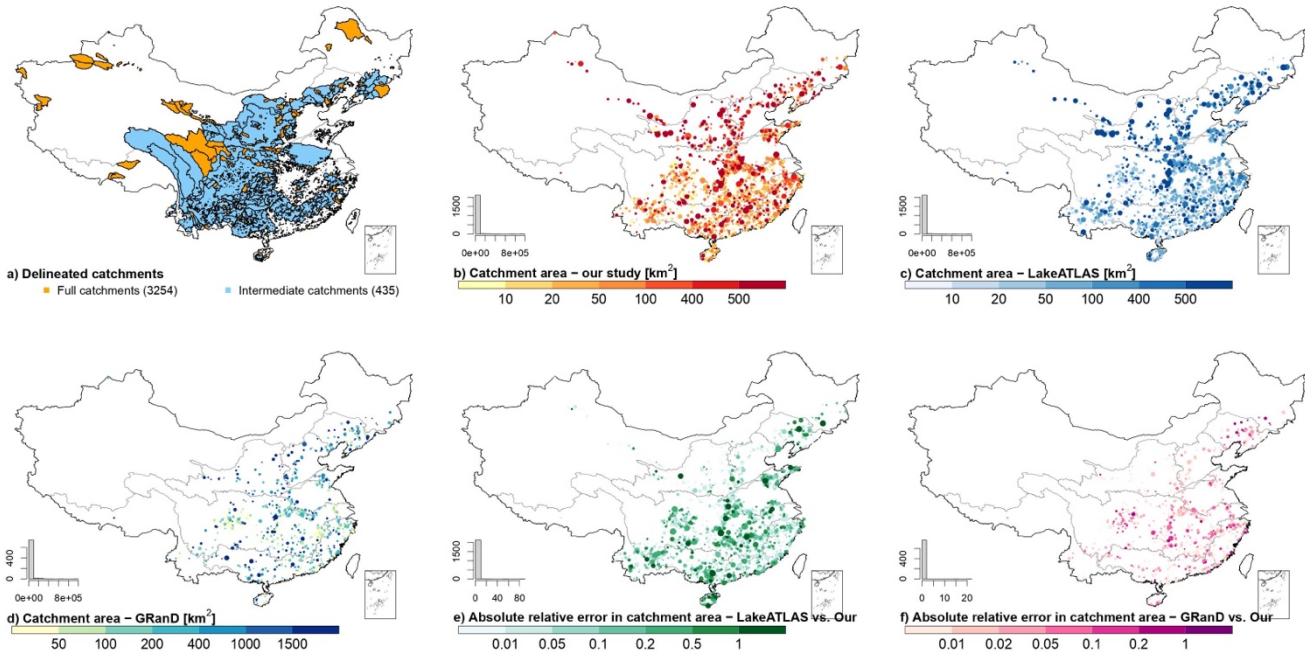 a) Delineated catchments
Full catchments (3254)
Intermediate catchments (435)
1500
0
0e+00 8e+05
b) Catchment area – our study [km²]
10 20 50 100 400 500
1500
0
0e+00 8e+05
c) Catchment area – LakeATLAS [km²]
10 20 50 100 400 500
400
0
0e+00 8e+05
d) Catchment area – GRanD [km²]
50 100 200 400 1000 1500
1500
0
0 40 80
e) Absolute relative error in catchment area – LakeATLAS vs. Our
0.01 0.05 0.1 0.2 0.5 1
400
0
0 10 20
f) Absolute relative error in catchment area – GRanD vs. Our
0.01 0.02 0.05 0.1 0.2 1